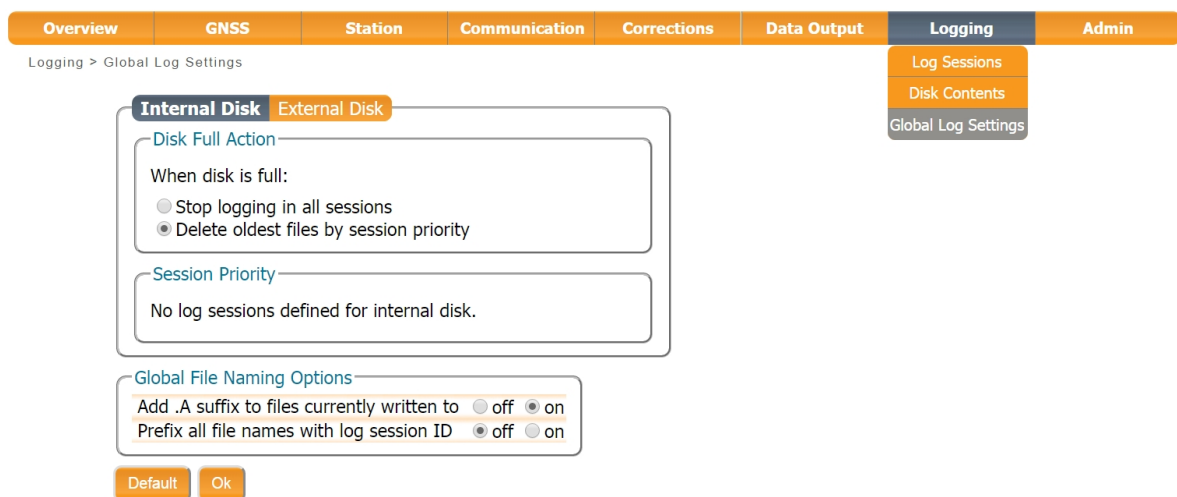 Overview GNSS Station Communication Corrections Data Output Logging Admin
Logging > Global Log Settings
Log Sessions
Disk Contents
Global Log Settings
Internal Disk External Disk
Disk Full Action
When disk is full:
Stop logging in all sessions
Delete oldest files by session priority
Session Priority
No log sessions defined for internal disk.
Global File Naming Options
Add .A suffix to files currently written to off on
Prefix all file names with log session ID off on
Default Ok